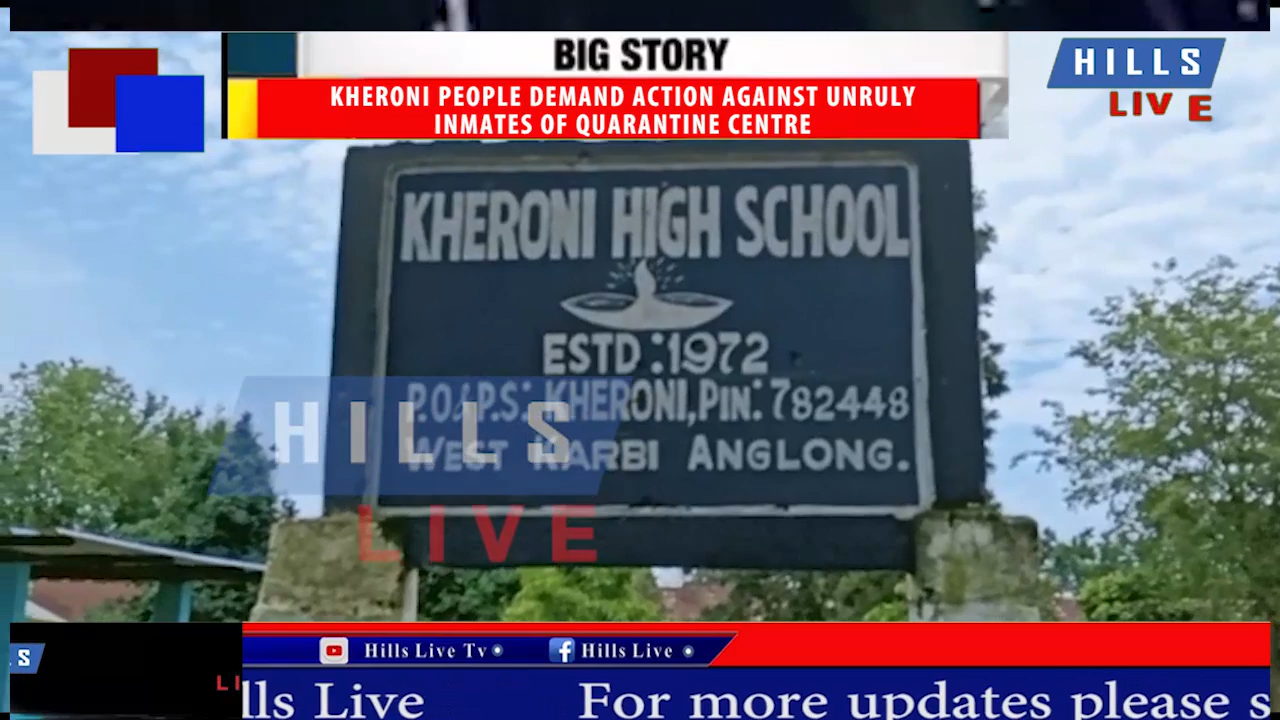 BIG STORY
KHERONI PEOPLE DEMAND ACTION AGAINST UNRULY
INMATES OF QUARANTINE CENTRE
HILLS
LIVE
KHERONI HIGH SCHOOL
ESTD:1972
P.O&P.S: KHERONI,PIN:782448
WEST KARBI ANGLONG.
HILLS
LIVE
Hills Live Tv
Hills Live
S
LI
lls Live For more updates please s